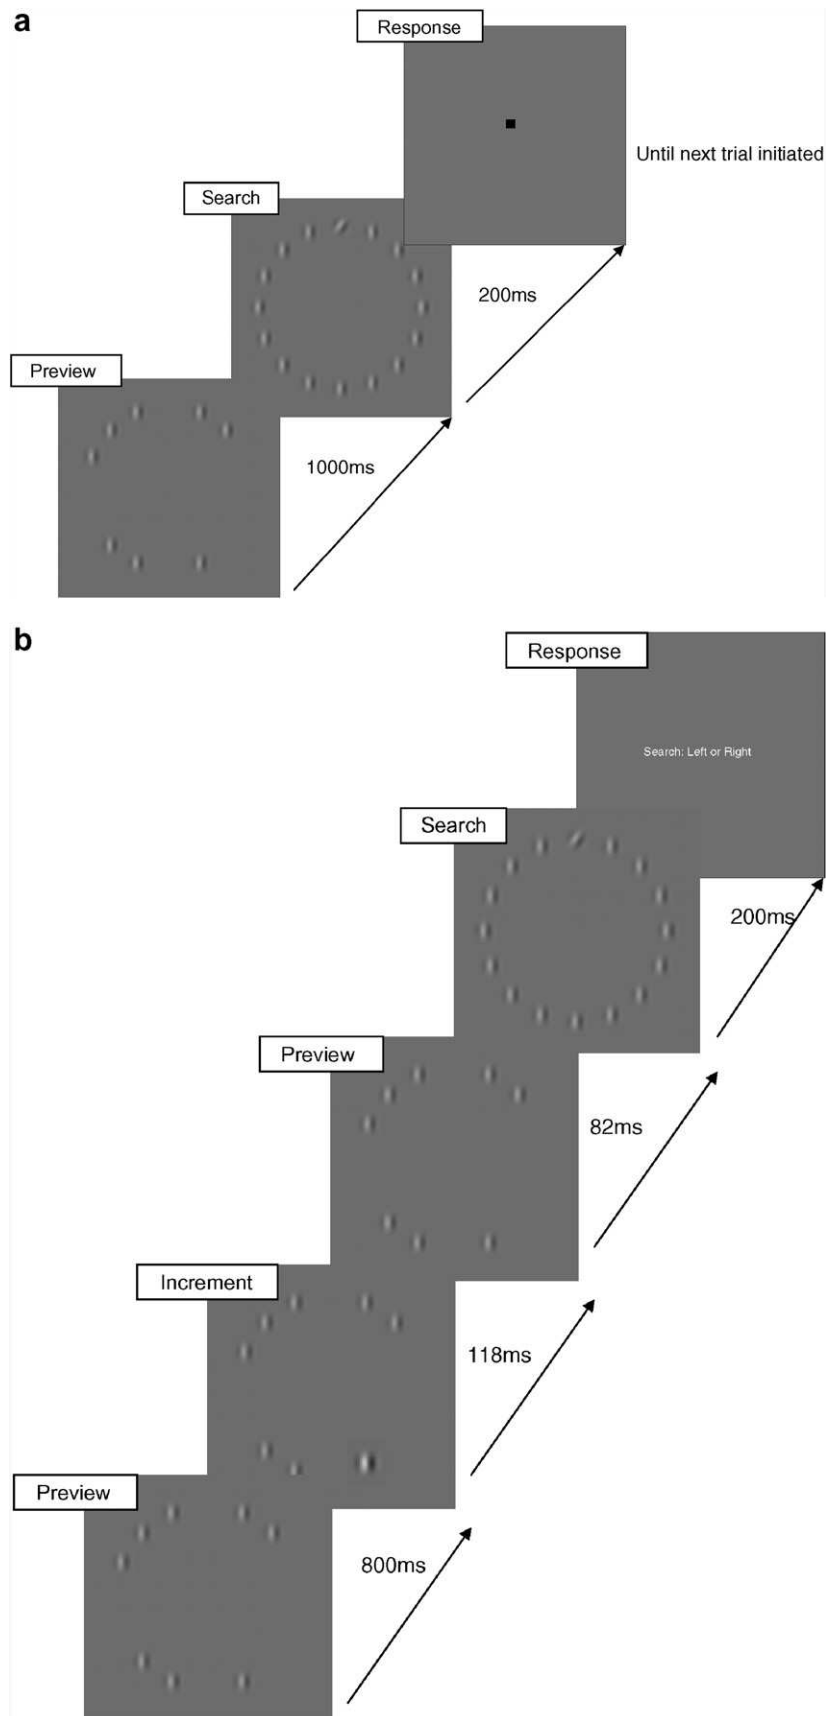 a
Response
Until next trial initiated
Search
200ms
Preview
1000ms
b
Response
Search: Left or Right
Search
200ms
Preview
82ms
Increment
118ms
Preview
800ms